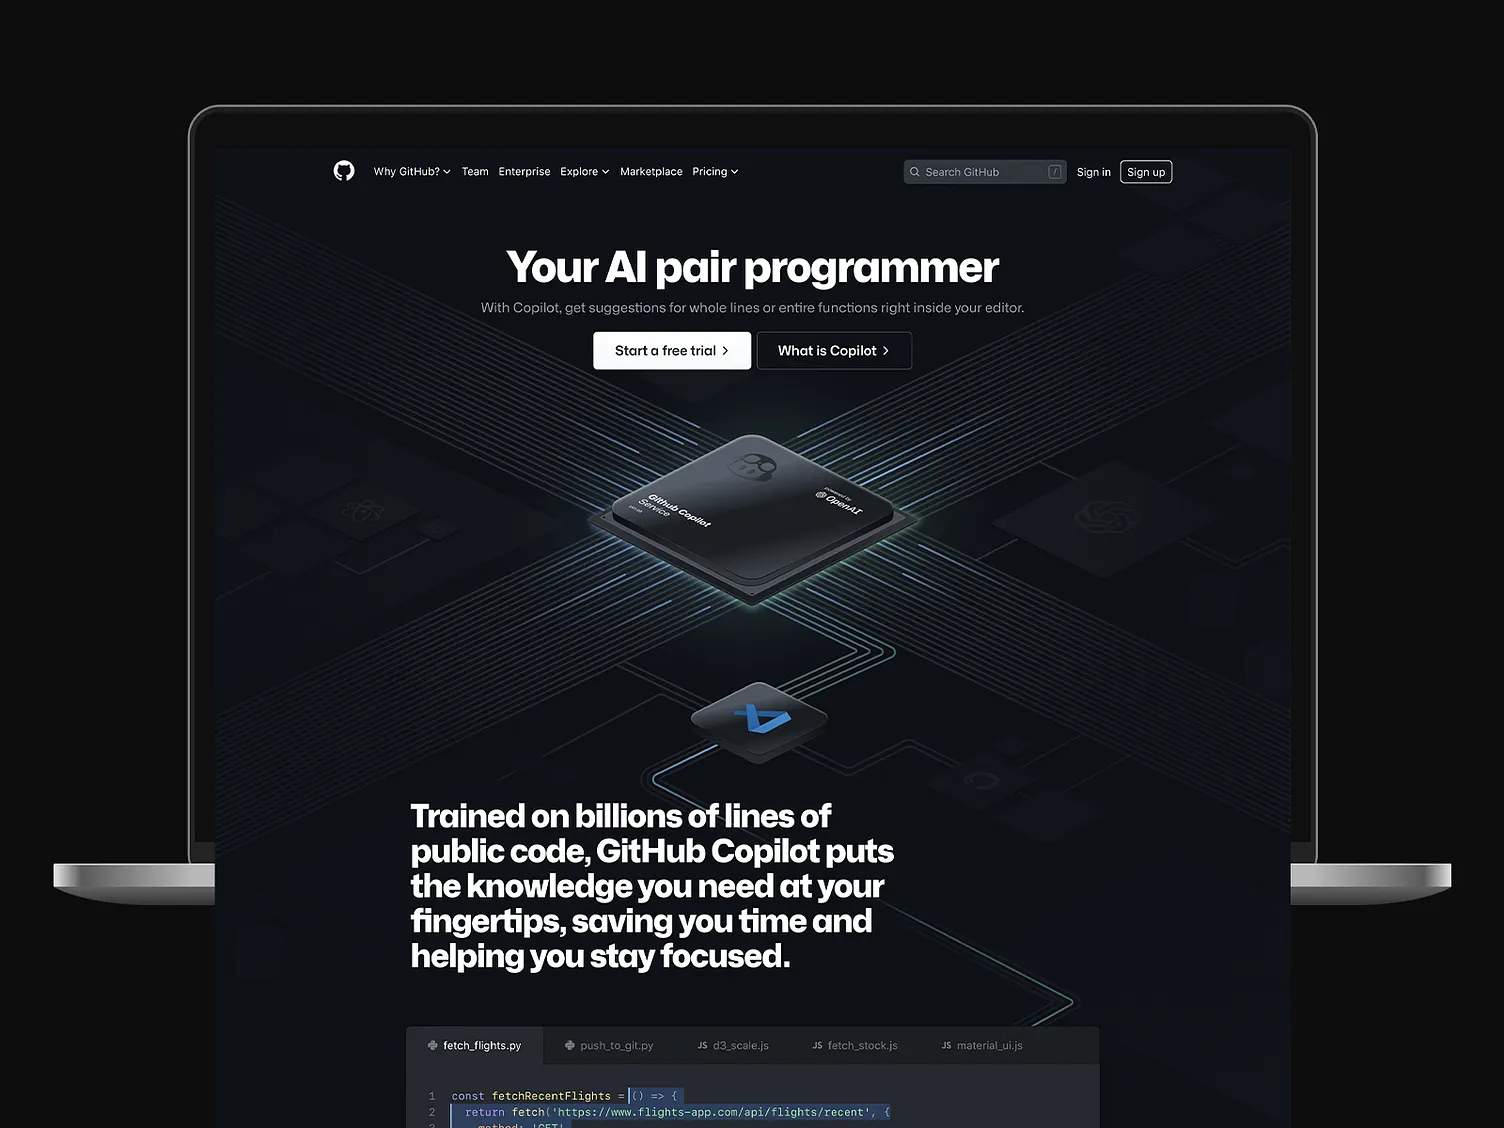 Why GitHub?
Team
Enterprise
Explore
Marketplace
Pricing
Search GitHub
/
Sign in
Sign up
Your AI pair programmer
With Copilot, get suggestions for whole lines or entire functions right inside your editor.
Start a free trial
What is Copilot
Powered by
OpenAI
Github Copilot
Service
Trained on billions of lines of
public code, GitHub Copilot puts
the knowledge you need at your
fingertips, saving you time and
helping you stay focused.
fetch_flights.py
push_to_git.py
JS d3_scale.js
JS fetch_stock.js
JS material_ui.js
1 const fetchRecentFlights = () => {
2 return fetch('https://www.flights-app.com/api/flights/recent', {
method: 'GET'